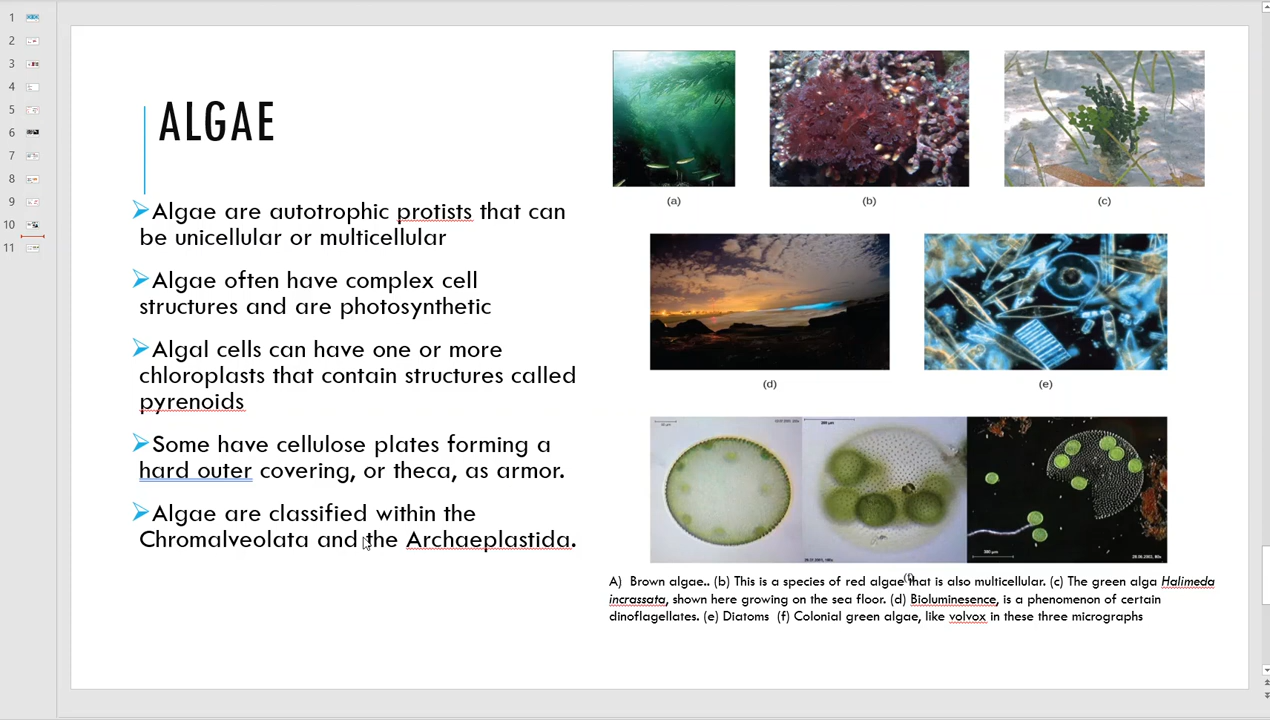 1
2
3
4
5
6
7
8
9
10
11
ALGAE
Algae are autotrophic protists that can
be unicellular or multicellular
Algae often have complex cell
structures and are photosynthetic
Algal cells can have one or more
chloroplasts that contain structures called
pyrenoids
Some have cellulose plates forming a
hard outer covering, or theca, as armor.
Algae are classified within the
Chromalveolata and the Archaeplastida.
(a)
(b)
(c)
(d)
(e)
(f)
A) Brown algae.. (b) This is a species of red algae that is also multicellular. (c) The green alga Halimeda
incrassata, shown here growing on the sea floor. (d) Bioluminesence, is a phenomenon of certain
dinoflagellates. (e) Diatoms (f) Colonial green algae, like volvox in these three micrographs